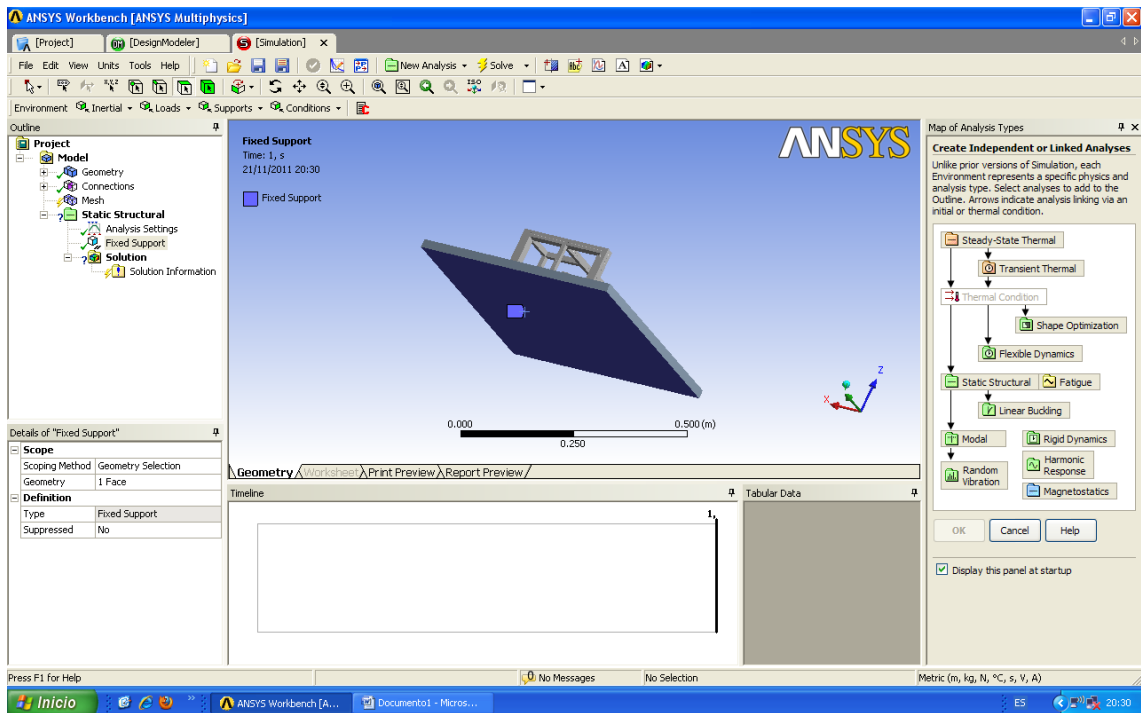 ANSYS Workbench [ANSYS Multiphysics]
[Project] [DesignModeler] [Simulation]
File Edit View Units Tools Help New Analysis Solve
Environment Inertial Loads Supports Conditions
Outline
Project
Model
Geometry
Connections
Mesh
Static Structural
Analysis Settings
Fixed Support
Solution
Solution Information
Details of "Fixed Support"
Scope
Scoping Method Geometry Selection
Geometry 1 Face
Definition
Type Fixed Support
Suppressed No
Fixed Support
Time: 1, s
21/11/2011 20:30
Fixed Support
ANSYS
Z
X
0.000 0.500 (m)
0.250
Geometry Worksheet Print Preview Report Preview
Timeline
1,
Tabular Data
Map of Analysis Types
Create Independent or Linked Analyses
Unlike prior versions of Simulation, each
Environment represents a specific physics and
analysis type. Select analyses to add to the
Outline. Arrows indicate analysis linking via an
initial or thermal condition.
Steady-State Thermal
Transient Thermal
Thermal Condition
Shape Optimization
Flexible Dynamics
Static Structural Fatigue
Linear Buckling
Modal Rigid Dynamics
Random
Vibration
Harmonic
Response
Magnetostatics
OK Cancel Help
Display this panel at startup
Press F1 for Help No Messages No Selection Metric (m, kg, N, ºC, s, V, A)
Inicio ANSYS Workbench [A... Documento1 - Micros... ES 20:30